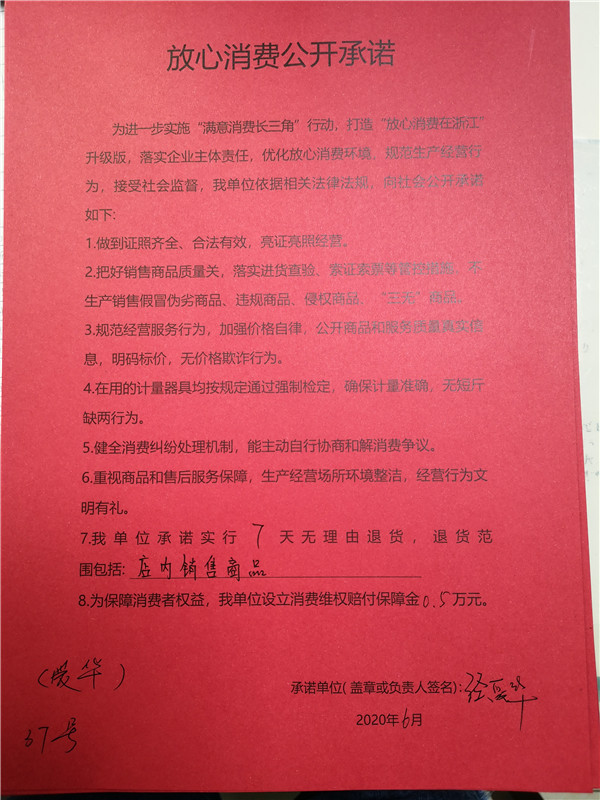 放心消费公开承诺
为进一步实施“满意消费长三角”行动，打造“放心消费在浙江”
升级版，落实企业主体责任，优化放心消费环境，规范生产经营行
为，接受社会监督，我单位依据相关法律法规，向社会公开承诺
如下：
1.做到证照齐全、合法有效，亮证亮照经营。
2.把好销售商品质量关，落实进货查验、索证索票等 不
生产销售假冒伪劣商品、违规商品、侵权商品、“三无”商品。
3.规范经营服务行为，加强价格自律，公开商品和服务质量真实信
息，明码标价，无价格欺诈行为。
4.在用的计量器具均按规定通过强制检定，确保计量准确，无短斤
缺两行为。
5.健全消费纠纷处理机制，能主动自行协商和解消费争议。
6.重视商品和售后服务保障，生产经营场所环境整洁，经营行为文
明有礼。
7.我单位承诺实行7天无理由退货，退货范
围包括：店内销售商品
8.为保障消费者权益，我单位设立消费维权赔付保障金0.5万元。
（爱华）
承诺单位（盖章或负责人签名）：
2020年6月
37号